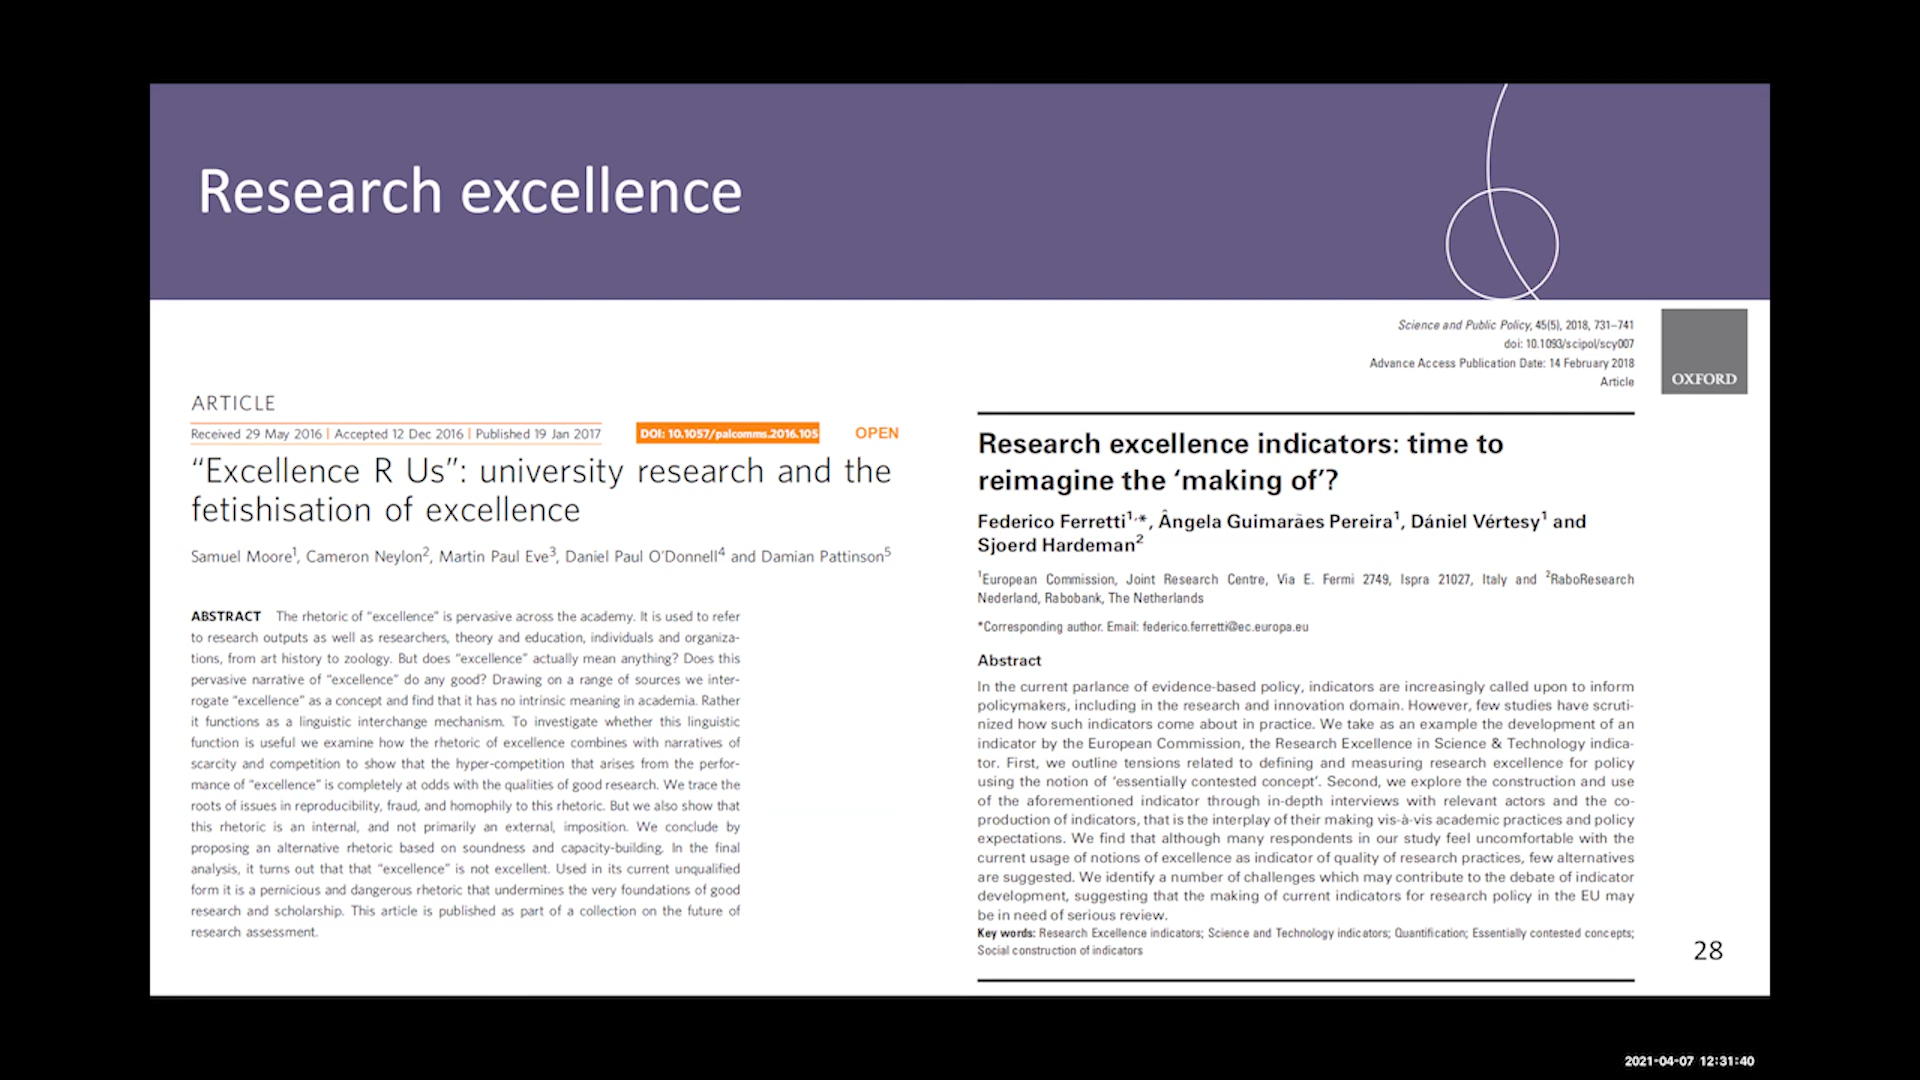 Research excellence
ARTICLE
Received 29 May 2016 | Accepted 12 Dec 2016 | Published 19 Jan 2017
DOI: 10.1057/palcomms.2016.105
OPEN
“Excellence R Us”: university research and the
fetishisation of excellence
Samuel Moore1, Cameron Neylon2, Martin Paul Eve3, Daniel Paul O’Donnell4 and Damian Pattinson5
ABSTRACT The rhetoric of “excellence” is pervasive across the academy. It is used to refer
to research outputs as well as researchers, theory and education, individuals and organiza-
tions, from art history to zoology. But does “excellence” actually mean anything? Does this
pervasive narrative of “excellence” do any good? Drawing on a range of sources we inter-
rogate “excellence” as a concept and find that it has no intrinsic meaning in academia. Rather
it functions as a linguistic interchange mechanism. To investigate whether this linguistic
function is useful we examine how the rhetoric of excellence combines with narratives of
scarcity and competition to show that the hyper-competition that arises from the perfor-
mance of “excellence” is completely at odds with the qualities of good research. We trace the
roots of issues in reproducibility, fraud, and homophily to this rhetoric. But we also show that
this rhetoric is an internal, and not primarily an external, imposition. We conclude by
proposing an alternative rhetoric based on soundness and capacity-building. In the final
analysis, it turns out that that “excellence” is not excellent. Used in its current unqualified
form it is a pernicious and dangerous rhetoric that undermines the very foundations of good
research and scholarship. This article is published as part of a collection on the future of
research assessment.
Science and Public Policy, 45(5), 2018, 731–741
doi: 10.1093/scipol/scy007
Advance Access Publication Date: 14 February 2018
Article
OXFORD
Research excellence indicators: time to
reimagine the ‘making of’?
Federico Ferretti1,*, Ângela Guimarães Pereira1, Dániel Vértesy1 and
Sjoerd Hardeman2
1European Commission, Joint Research Centre, Via E. Fermi 2749, Ispra 21027, Italy and 2RaboResearch
Nederland, Rabobank, The Netherlands
*Corresponding author. Email: federico.ferretti@ec.europa.eu
Abstract
In the current parlance of evidence-based policy, indicators are increasingly called upon to inform
policymakers, including in the research and innovation domain. However, few studies have scruti-
nized how such indicators come about in practice. We take as an example the development of an
indicator by the European Commission, the Research Excellence in Science & Technology indica-
tor. First, we outline tensions related to defining and measuring research excellence for policy
using the notion of ‘essentially contested concept’. Second, we explore the construction and use
of the aforementioned indicator through in-depth interviews with relevant actors and the co-
production of indicators, that is the interplay of their making vis-à-vis academic practices and policy
expectations. We find that although many respondents in our study feel uncomfortable with the
current usage of notions of excellence as indicator of quality of research practices, few alternatives
are suggested. We identify a number of challenges which may contribute to the debate of indicator
development, suggesting that the making of current indicators for research policy in the EU may
be in need of serious review.
Key words: Research Excellence indicators; Science and Technology indicators; Quantification; Essentially contested concepts;
Social construction of indicators
28
2021-04-07 12:31:40